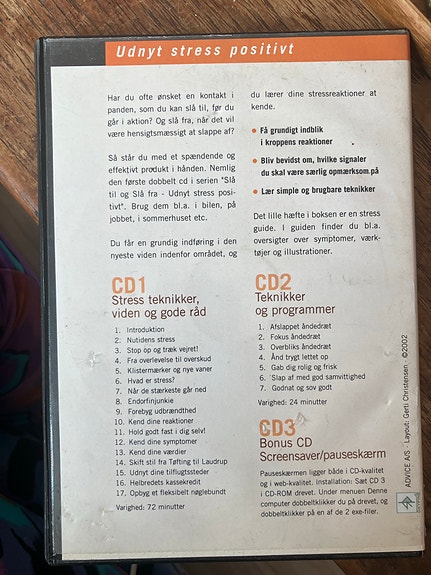 Udnyt stress positivt
Har du ofte ønsket en kontakt i
panden, som du kan slå til, før du
går i aktion? Og slå fra, når det vil
være hensigtsmæssigt at slappe af?
Så står du med et spændende og
effektivt produkt i hånden. Nemlig
den første dobbelt cd i serien "Slå
til og Slå fra - Udnyt stress posi-
tivt". Brug dem bl.a. i bilen, på
jobbet, i sommerhuset etc.
Du får en grundig indføring i den
nyeste viden indenfor området, og
du lærer dine stressreaktioner at
kende.
• Få grundigt indblik
i kroppens reaktioner
• Bliv bevidst om, hvilke signaler
du skal være særlig opmærksom på
• Lær simple og brugbare teknikker
Det lille hæfte i boksen er en stress
guide. I guiden finder du bl.a.
oversigter over symptomer, værk-
tøjer og illustrationer.
CD1
Stress teknikker,
viden og gode råd
1. Introduktion
2. Nutidens stress
3. Stop op og træk vejret!
4. Fra overlevelse til overskud
5. Klistermærker og nye vaner
6. Hvad er stress?
7. Når de stærkeste går ned
8. Endorfinjunkie
9. Forebyg udbrændthed
10. Kend dine reaktioner
11. Hold godt fast i dig selv!
12. Kend dine symptomer
13. Kend dine værdier
14. Skift stil fra Tøfting til Laudrup
15. Udnyt dine tilflugtssteder
16. Helbredets kassekredit
17. Opbyg et fleksibelt nøglebundt
Varighed: 72 minutter
CD2
Teknikker
og programmer
1. Afslappet åndedræt
2. Fokus åndedræt
3. Overbliks åndedræt
4. Ånd trygt lettet op
5. Gab dig rolig og frisk
6. Slap af med god samvittighed
7. Godnat og sov godt
Varighed: 24 minutter
CD3
Bonus CD
Screensaver/pauseskærm
Pauseskærmen ligger både i CD-kvalitet
og i web-kvalitet. Installation: Sæt CD 3
i CD-ROM drevet. Under menuen Denne
computer dobbeltklikker du på drevet, og
dobbeltklikker på en af de 2 exe-filer.
ADVICE A/S - Layout: Gerti Christensen ©2002